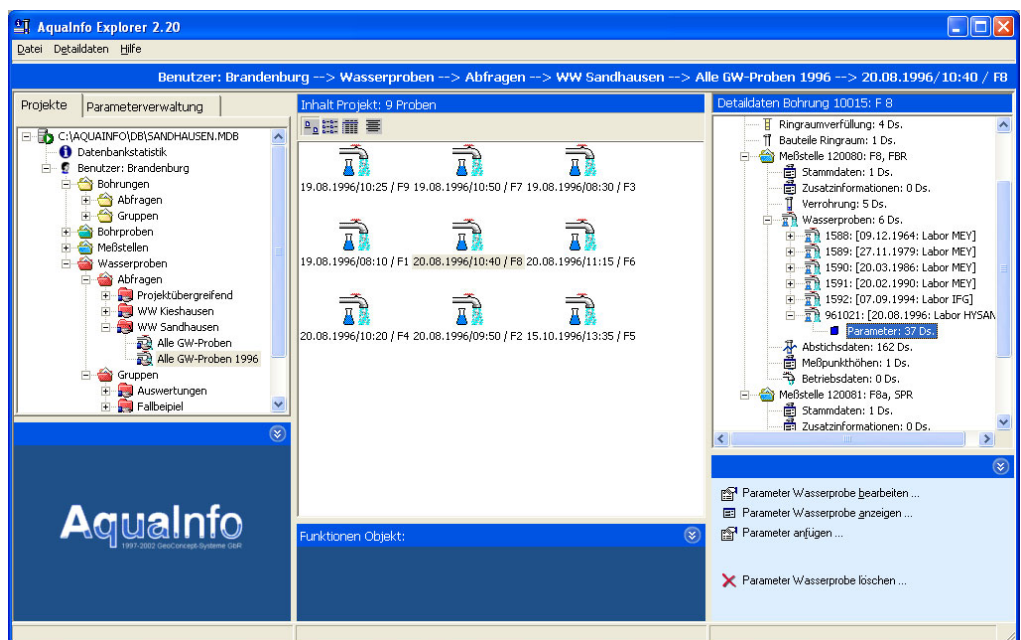 AquaInfo Explorer 2.20
Datei Detaildaten Hilfe
Benutzer: Brandenburg --> Wasserproben --> Abfragen --> WW Sandhausen --> Alle GW-Proben 1996 --> 20.08.1996/10:40 / F8
Projekte Parameterverwaltung
C:\AQUAINFO\DB\SANDHAUSEN.MDB
Datenbankstatistik
Benutzer: Brandenburg
Bohrungen
Abfragen
Gruppen
Bohrproben
Meßstellen
Wasserproben
Abfragen
Projektübergreifend
WW Kieshausen
WW Sandhausen
Alle GW-Proben
Alle GW-Proben 1996
Gruppen
Auswertungen
Fallbeipiel
AquaInfo
1997-2002 GeoConcept-Systeme GbR
Inhalt Projekt: 9 Proben
19.08.1996/10:25 / F9 19.08.1996/10:50 / F7 19.08.1996/08:30 / F3
19.08.1996/08:10 / F1 20.08.1996/10:40 / F8 20.08.1996/11:15 / F6
20.08.1996/10:20 / F4 20.08.1996/09:50 / F2 15.10.1996/13:35 / F5
Funktionen Objekt:
Detaildaten Bohrung 10015: F 8
Ringraumverfüllung: 4 Ds.
Bauteile Ringraum: 1 Ds.
Meßstelle 120080: F8, FBR
Stammdaten: 1 Ds.
Zusatzinformationen: 0 Ds.
Verrohrung: 5 Ds.
Wasserproben: 6 Ds.
1588: [09.12.1964: Labor MEY]
1589: [27.11.1979: Labor MEY]
1590: [20.03.1986: Labor MEY]
1591: [20.02.1990: Labor MEY]
1592: [07.09.1994: Labor IFG]
961021: [20.08.1996: Labor HYSAN
Parameter: 37 Ds.
Abstichsdaten: 162 Ds.
Meßpunkthöhen: 1 Ds.
Betriebsdaten: 0 Ds.
Meßstelle 120081: F8a, SPR
Stammdaten: 1 Ds.
Zusatzinformationen: 0 Ds.
Parameter Wasserprobe bearbeiten ...
Parameter Wasserprobe anzeigen ...
Parameter anfügen ...
Parameter Wasserprobe löschen ...